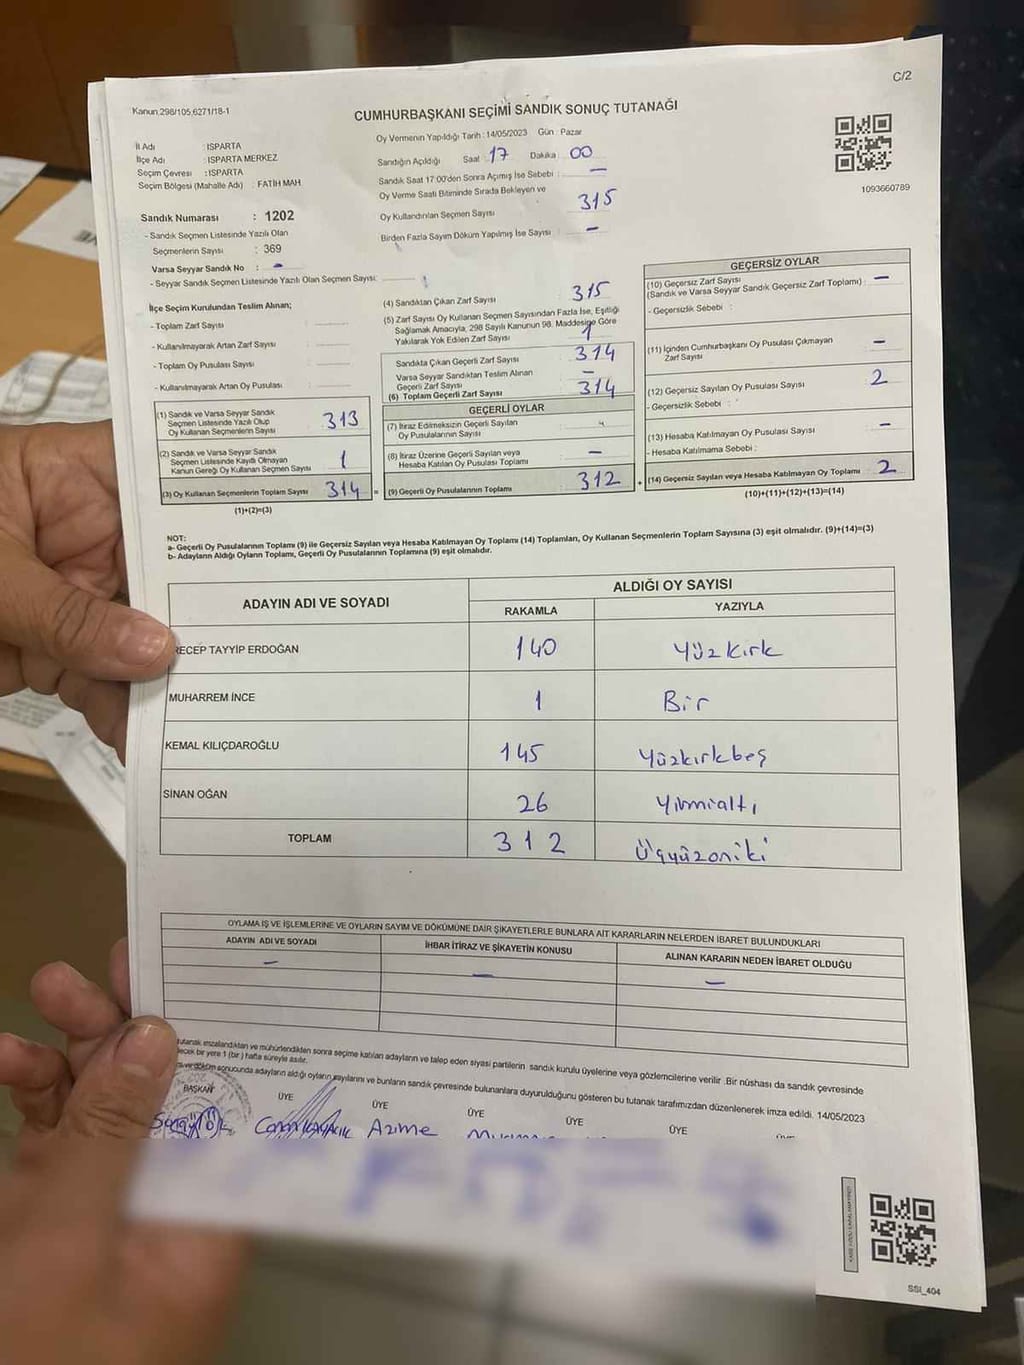 C/2
Kanun 298/105,6271/18-1
CUMHURBAŞKANI SEÇİMİ SANDIK SONUÇ TUTANAĞI
İl Adı : ISPARTA
İlçe Adı : ISPARTA MERKEZ
Seçim Çevresi : ISPARTA
Seçim Bölgesi (Mahalle Adı) : FATİH MAH
Sandık Numarası : 1202
- Sandık Seçmen Listesinde Yazılı Olan
Seçmenlerin Sayısı : 369
Varsa Seyyar Sandık No : -
- Seyyar Sandık Seçmen Listesinde Yazılı Olan Seçmen Sayısı:
Oy Vermenin Yapıldığı Tarih : 14/05/2023 Gün : Pazar
Sandığın Açıldığı Saat 17 Dakika 00
Sandık Saat 17:00'den Sonra Açımış İse Sebebi : -
Oy Verme Saati Bitiminde Sırada Bekleyen ve
Oy Kullandırılan Seçmen Sayısı 315
Birden Fazla Sayım Döküm Yapılmış İse Sayısı : -
1093660789
İlçe Seçim Kurulundan Teslim Alınan;
- Toplam Zarf Sayısı :
- Kullanılmayarak Artan Zarf Sayısı :
- Toplam Oy Pusulası Sayısı :
- Kullanılmayarak Artan Oy Pusulası :
(1) Sandık ve Varsa Seyyar Sandık
Seçmen Listesinde Yazılı Olup
Oy Kullanan Seçmenlerin Sayısı 313
(2) Sandık ve Varsa Seyyar Sandık
Seçmen Listesinde Kayıtlı Olmayan
Kanun Gereği Oy Kullanan Seçmen Sayısı 1
(3) Oy Kullanan Seçmenlerin Toplam Sayısı 314 =
(1)+(2)=(3)
(4) Sandıktan Çıkan Zarf Sayısı 315
(5) Zarf Sayısı Oy Kullanan Seçmen Sayısından Fazla İse, Eşitliği
Sağlamak Amacıyla, 298 Sayılı Kanunun 98. Maddesine Göre
Yakılarak Yok Edilen Zarf Sayısı 1
Sandıkta Çıkan Geçerli Zarf Sayısı 314
Varsa Seyyar Sandıktan Teslim Alınan
Geçerli Zarf Sayısı -
(6) Toplam Geçerli Zarf Sayısı 314
GEÇERLİ OYLAR
(7) İtiraz Edilmeksizin Geçerli Sayılan
Oy Pusulalarının Sayısı :
(8) İtiraz Üzerine Geçerli Sayılan veya
Hesaba Katılan Oy Pusulası Toplamı : -
(9) Geçerli Oy Pusulalarının Toplamı : 312 +
GEÇERSİZ OYLAR
(10) Geçersiz Zarf Sayısı
(Sandık ve Varsa Seyyar Sandık Geçersiz Zarf Toplamı) : -
- Geçersizlik Sebebi :
(11) İçinden Cumhurbaşkanı Oy Pusulası Çıkmayan
Zarf Sayısı -
(12) Geçersiz Sayılan Oy Pusulası Sayısı 2
- Geçersizlik Sebebi :
(13) Hesaba Katılmayan Oy Pusulası Sayısı -
- Hesaba Katılmama Sebebi :
(14) Geçersiz Sayılan veya Hesaba Katılmayan Oy Toplamı 2
(10)+(11)+(12)+(13)=(14)
NOT:
a- Geçerli Oy Pusulalarının Toplamı (9) ile Geçersiz Sayılan veya Hesaba Katılmayan Oy Toplamı (14) Toplamları, Oy Kullanan Seçmenlerin Toplam Sayısına (3) eşit olmalıdır. (9)+(14)=(3)
b- Adayların Aldığı Oyların Toplamı, Geçerli Oy Pusulalarının Toplamına (9) eşit olmalıdır.
ADAYIN ADI VE SOYADI ALDIĞI OY SAYISI
RAKAMLA YAZIYLA
RECEP TAYYİP ERDOĞAN 140 Yüzkırk
MUHARREM İNCE 1 Bir
KEMAL KILIÇDAROĞLU 145 Yüzkırkbeş
SİNAN OĞAN 26 Yirmialtı
TOPLAM 312 Üçyüzoniki
OYLAMA İŞ VE İŞLEMLERİNE VE OYLARIN SAYIM VE DÖKÜMÜNE DAİR ŞİKAYETLERLE BUNLARA AİT KARARLARIN NELERDEN İBARET BULUNDUKLARI
ADAYIN ADI VE SOYADI İHBAR İTİRAZ VE ŞİKAYETİN KONUSU ALINAN KARARIN NEDEN İBARET OLDUĞU
- - -
tutanak imzalandıktan ve mühürlendikten sonra seçime katılan adayların ve talep eden siyasi partilerin sandık kurulu üyelerine veya gözlemcilerine verilir .Bir nüshası da sandık çevresinde
bir yere 1 (bir ) hafta süreyle asılır.
ve döküm sonucunda adayların aldığı oyların sayılarını ve bunların sandık çevresinde bulunanlara duyurulduğunu gösteren bu tutanak tarafımızdan düzenlenerek imza edildi. 14/05/2023
BAŞKAN ÜYE ÜYE ÜYE ÜYE ÜYE
Azime
SSI_404